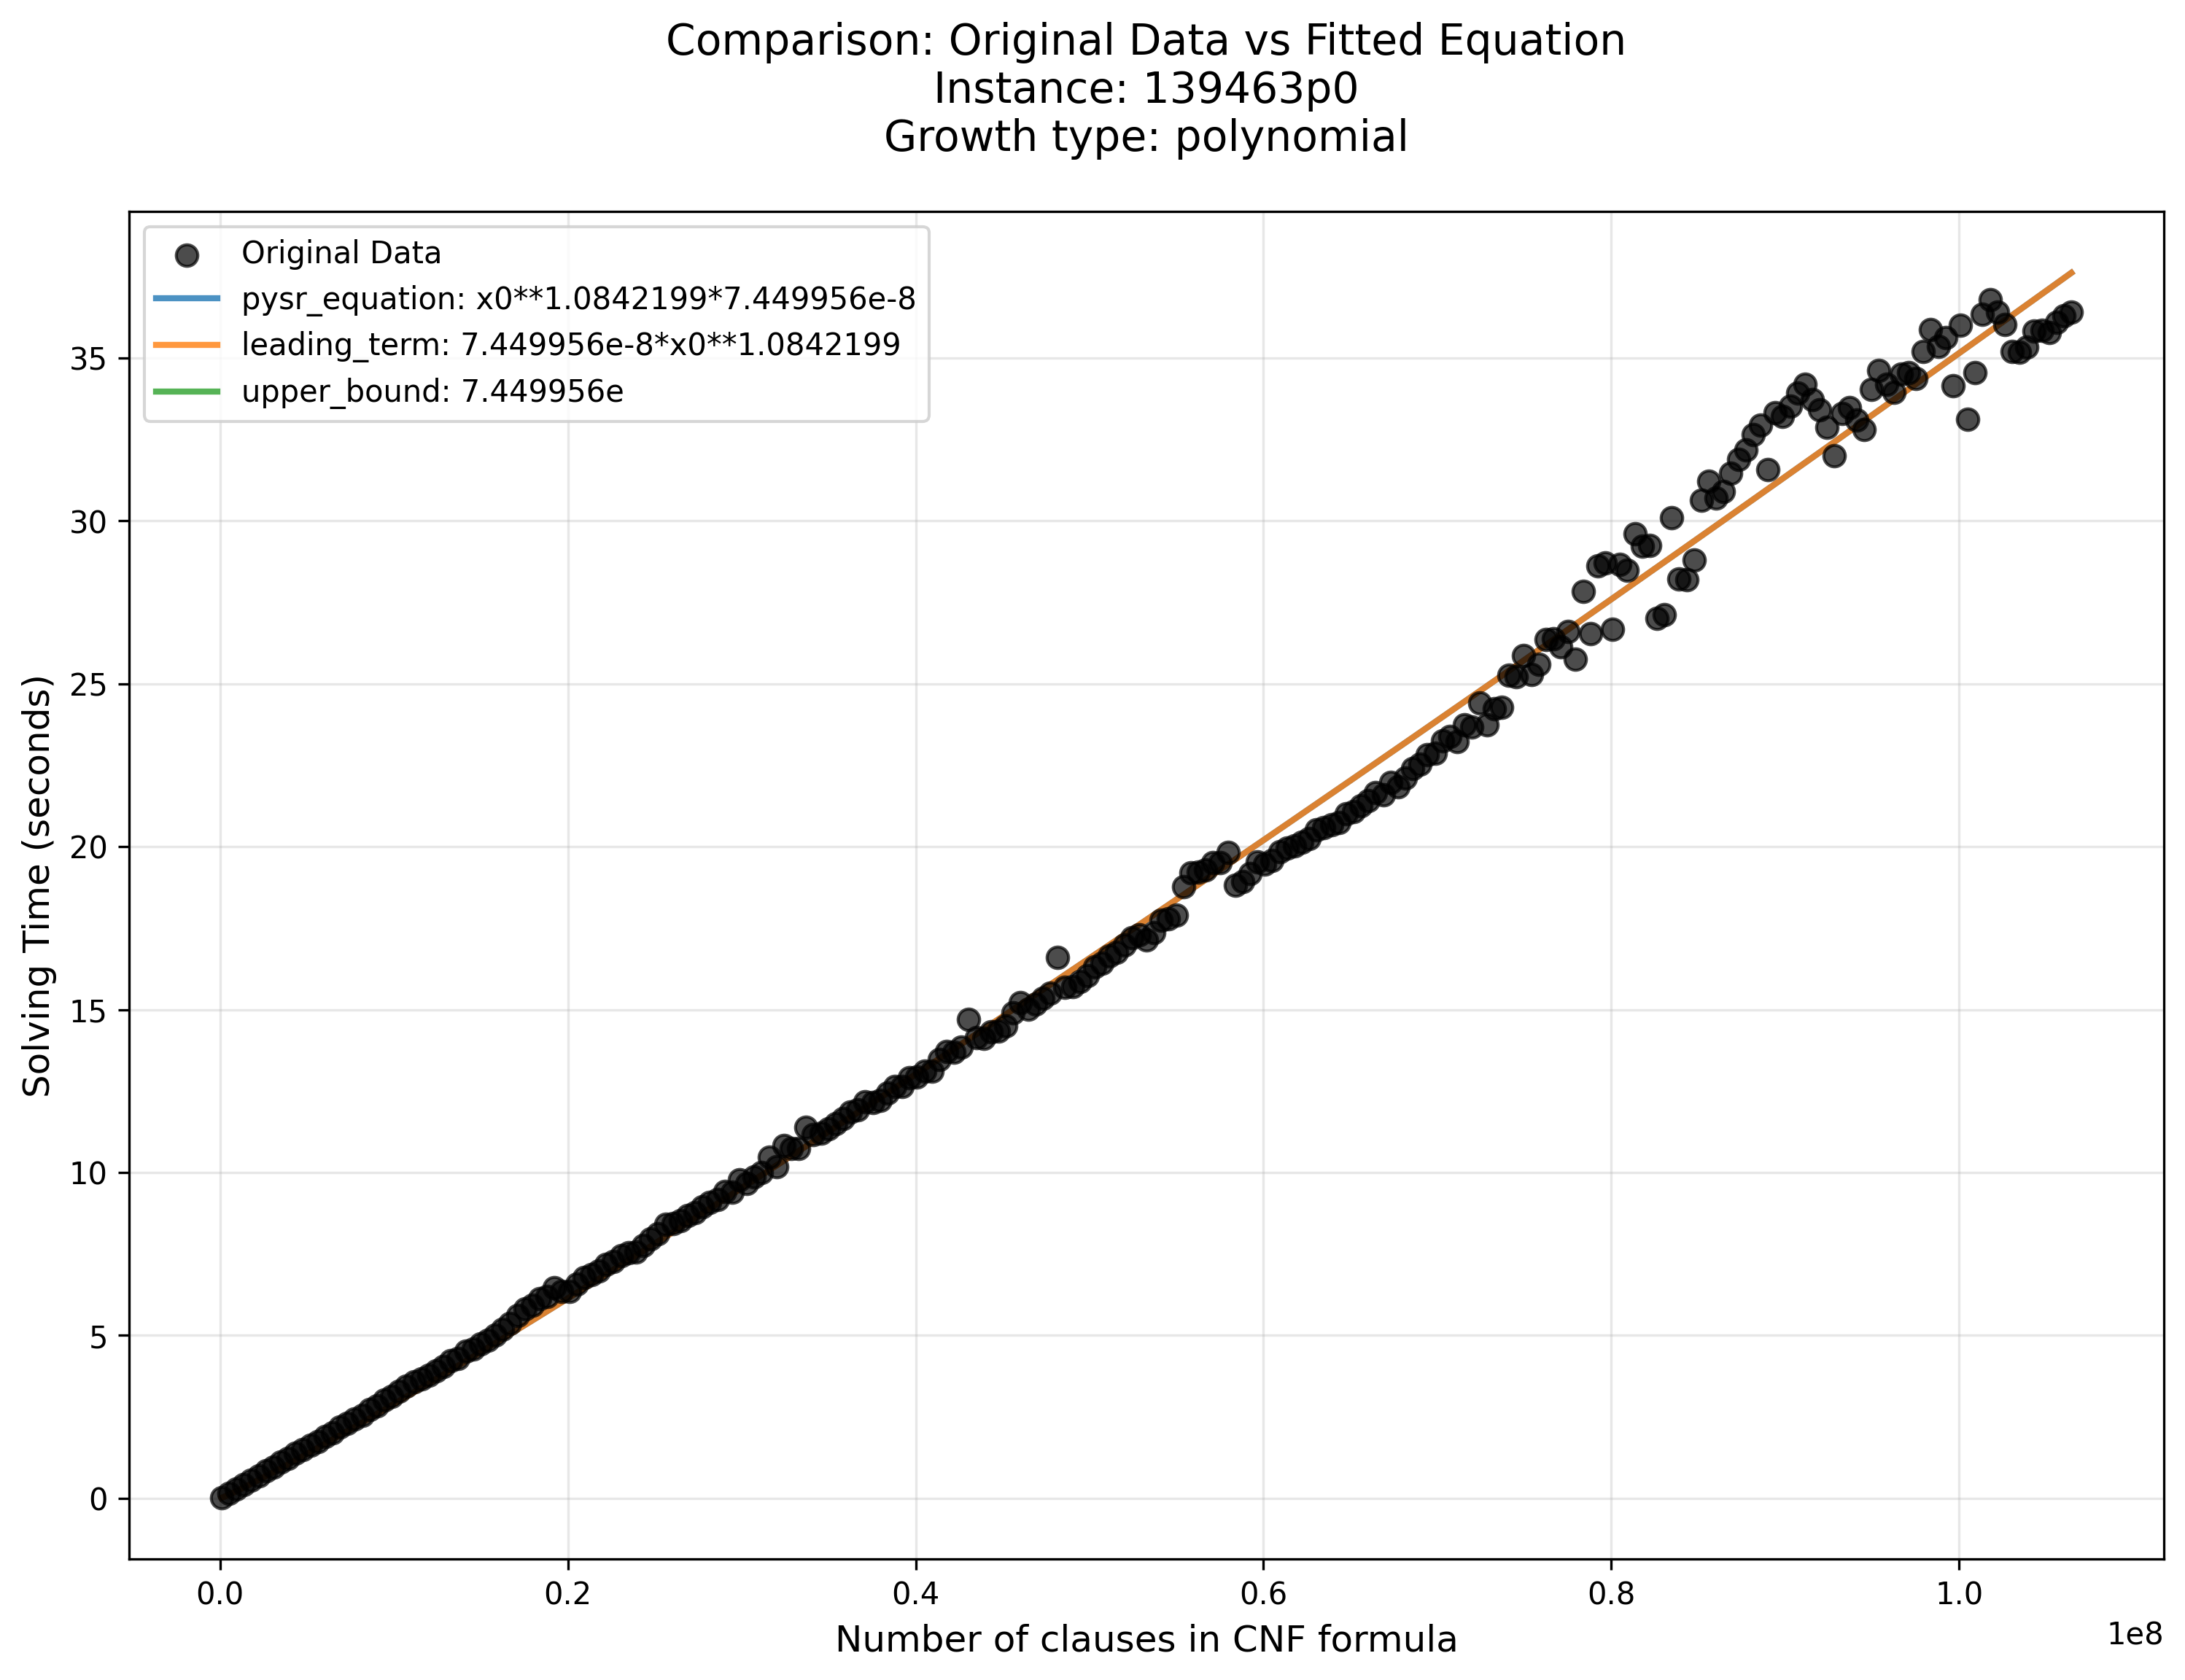 Comparison: Original Data vs Fitted Equation
Instance: 139463p0
Growth type: polynomial
Original Data
pysr_equation: x0**1.0842199*7.449956e-8
leading_term: 7.449956e-8*x0**1.0842199
upper_bound: 7.449956e
Solving Time (seconds)
35
30
25
20
15
10
5
0
0.0 0.2 0.4 0.6 0.8 1.0
1e8
Number of clauses in CNF formula